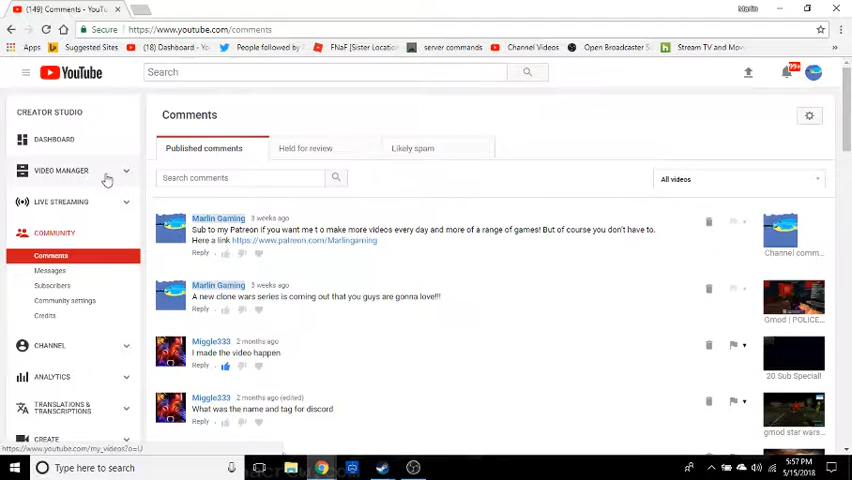 (149) Comments - YouTu
Marlin
Secure
https://www.youtube.com/comments
Apps
Suggested Sites
(18) Dashboard - Yo
People followed by
FNaF [Sister Location
server commands
Channel Videos
Open Broadcaster So
Stream TV and Mov
YouTube
Search
99+
CREATOR STUDIO
DASHBOARD
VIDEO MANAGER
LIVE STREAMING
COMMUNITY
Comments
Messages
Subscribers
Community settings
Credits
CHANNEL
ANALYTICS
TRANSLATIONS &
TRANSCRIPTIONS
CREATE
Comments
Published comments
Held for review
Likely spam
Search comments
All videos
Marlin Gaming 3 weeks ago
Sub to my Patreon if you want me t o make more videos every day and more of a range of games! But of course you don't have to.
Here a link https://www.patreon.com/Marlingaming
Reply
Channel comm...
Marlin Gaming 3 weeks ago
A new clone wars series is coming out that you guys are gonna love!!!
Reply
Gmod | POLICE...
Miggle333 2 months ago
I made the video happen
Reply
20 Sub Special!
Miggle333 2 months ago (edited)
What was the name and tag for discord
Reply
gmod star wars...
https://www.youtube.com/my_videos?o=U
Type here to search
5:57 PM
5/15/2018